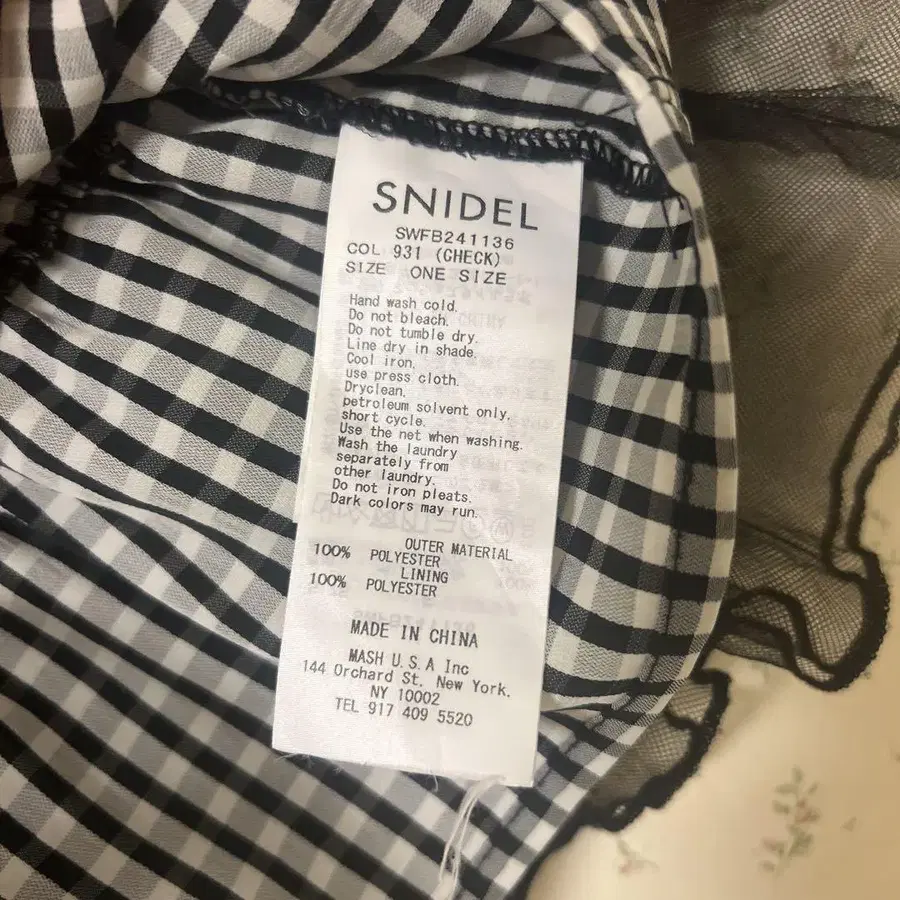 SNIDEL
SWFB241136
COL 931 (CHECK)
SIZE ONE SIZE
Hand wash cold.
Do not bleach.
Do not tumble dry.
Line dry in shade.
Cool iron.
use press cloth.
Dryclean,
petroleum solvent only,
short cycle.
Use the net when washing.
Wash the laundry
separately from
other laundry.
Do not iron pleats.
Dark colors may run.
OUTER MATERIAL
100% POLYESTER
LINING
100% POLYESTER
MADE IN CHINA
MASH U.S.A Inc
144 Orchard St. New York.
NY 10002
TEL 917 409 5520